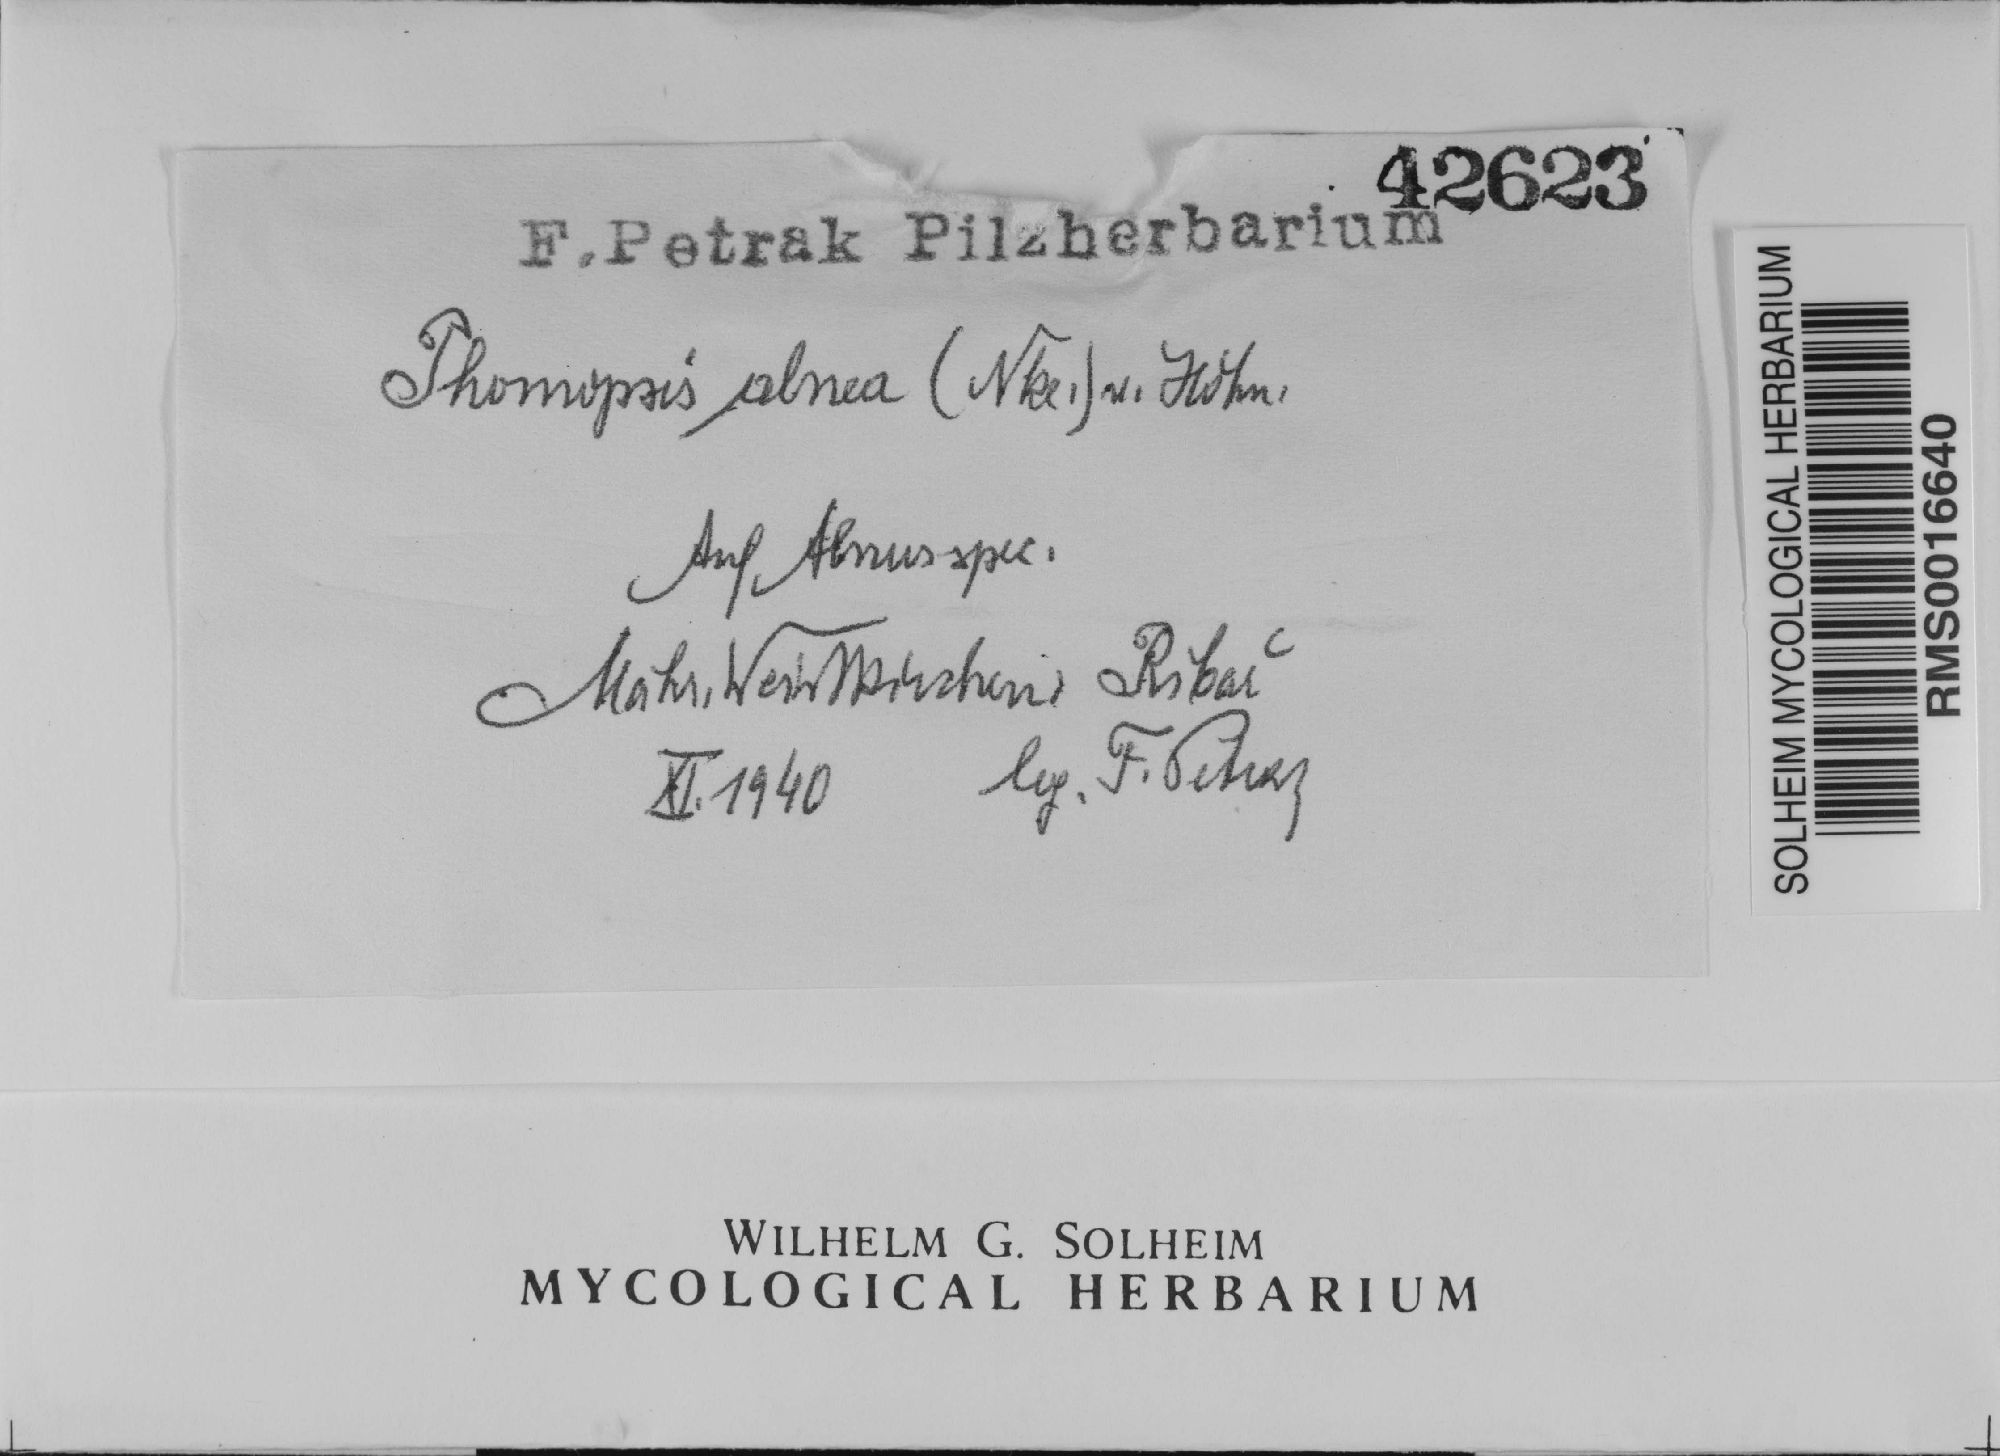 42623
F.Petrak Pilzherbarium
Phomopsis alnea (Nke.) v. Höhn.
Auf Alnus spec.
Mähr. Weisskirchen: Ribař
XI. 1940 leg. F. Petrak
SOLHEIM MYCOLOGICAL HERBARIUM
RMS0016640
WILHELM G. SOLHEIM
MYCOLOGICAL HERBARIUM